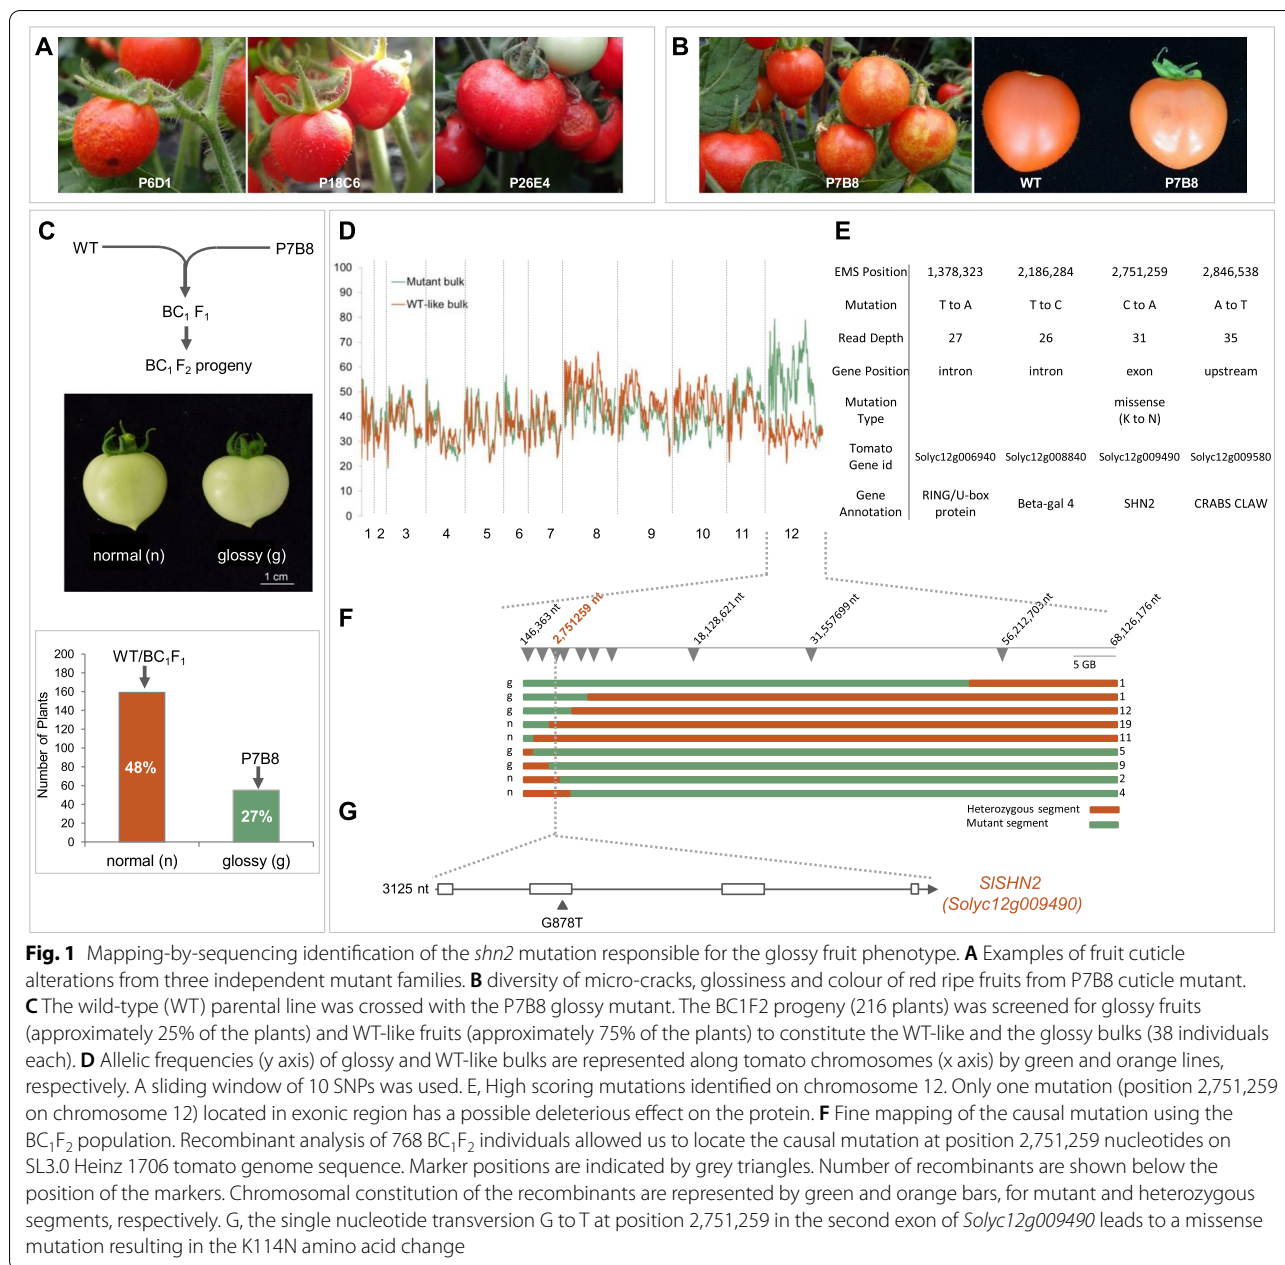 A
P6D1
P18C6
P26E4
B
P7B8
WT
P7B8
C
WT
P7B8
BC1 F1
BC1 F2 progeny
normal (n)
glossy (g)
1 cm
200
180
160
140
120
100
80
60
40
20
0
Number of Plants
WT/BC1F1
48%
P7B8
27%
normal (n)
glossy (g)
D
100
90
80
70
60
50
40
30
20
10
0
Mutant bulk
WT-like bulk
1 2 3 4 5 6 7 8 9 10 11 12
E
EMS Position 1,378,323 2,186,284 2,751,259 2,846,538
Mutation T to A T to C C to A A to T
Read Depth 27 26 31 35
Gene Position intron intron exon upstream
Mutation Type missense (K to N)
Tomato Gene id Solyc12g006940 Solyc12g008840 Solyc12g009490 Solyc12g009580
Gene Annotation RING/U-box protein Beta-gal 4 SHN2 CRABS CLAW
F
146,363 nt
2,751259 nt
18,128,621 nt
31,557699 nt
56,212,703 nt
68,126,176 nt
5 GB
g 1
g 1
g 12
n 19
n 11
g 5
g 9
n 2
n 4
Heterozygous segment
Mutant segment
G
3125 nt
G878T
SlSHN2
(Solyc12g009490)
Fig. 1 Mapping-by-sequencing identification of the shn2 mutation responsible for the glossy fruit phenotype. A Examples of fruit cuticle
alterations from three independent mutant families. B diversity of micro-cracks, glossiness and colour of red ripe fruits from P7B8 cuticle mutant.
C The wild-type (WT) parental line was crossed with the P7B8 glossy mutant. The BC1F2 progeny (216 plants) was screened for glossy fruits
(approximately 25% of the plants) and WT-like fruits (approximately 75% of the plants) to constitute the WT-like and the glossy bulks (38 individuals
each). D Allelic frequencies (y axis) of glossy and WT-like bulks are represented along tomato chromosomes (x axis) by green and orange lines,
respectively. A sliding window of 10 SNPs was used. E, High scoring mutations identified on chromosome 12. Only one mutation (position 2,751,259
on chromosome 12) located in exonic region has a possible deleterious effect on the protein. F Fine mapping of the causal mutation using the
BC1F2 population. Recombinant analysis of 768 BC1F2 individuals allowed us to locate the causal mutation at position 2,751,259 nucleotides on
SL3.0 Heinz 1706 tomato genome sequence. Marker positions are indicated by grey triangles. Number of recombinants are shown below the
position of the markers. Chromosomal constitution of the recombinants are represented by green and orange bars, for mutant and heterozygous
segments, respectively. G, the single nucleotide transversion G to T at position 2,751,259 in the second exon of Solyc12g009490 leads to a missense
mutation resulting in the K114N amino acid change